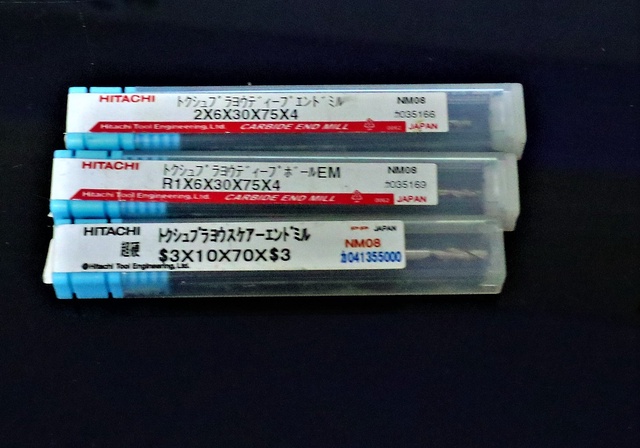 HITACHI トクシュプラヨウディープエンドミル NM08
2X6X30X75X4 035166
Hitachi Tool Engineering,Ltd. CARBIDE END MILL JAPAN
HITACHI トクシュプラヨウディープボールEM NM08
R1X6X30X75X4 035169
Hitachi Tool Engineering,Ltd. CARBIDE END MILL JAPAN
HITACHI トクシュプラヨウスケアーエンドミル JAPAN
超硬 $3X10X70X$3 NM08
●Hitachi Tool Engineering,Ltd. 041355000